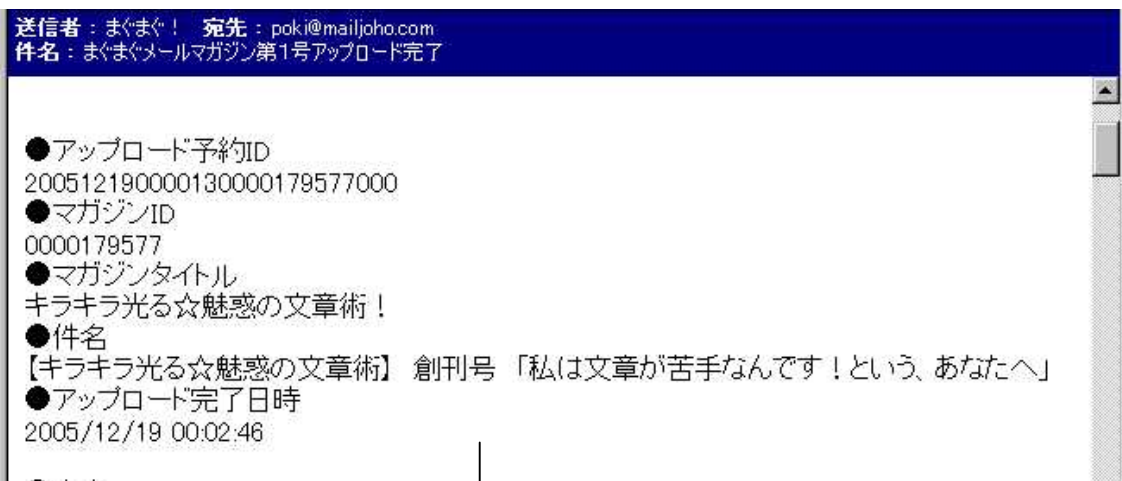 送信者：まぐまぐ！　宛先：poki@mailjoho.com
件名：まぐまぐメールマガジン第1号アップロード完了
●アップロード予約ID
200512190000130000179577000
●マガジンID
0000179577
●マガジンタイトル
キラキラ光る☆魅惑の文章術！
●件名
【キラキラ光る☆魅惑の文章術】 創刊号 「私は文章が苦手なんです！という、あなたへ」
●アップロード完了日時
2005/12/19 00:02:46